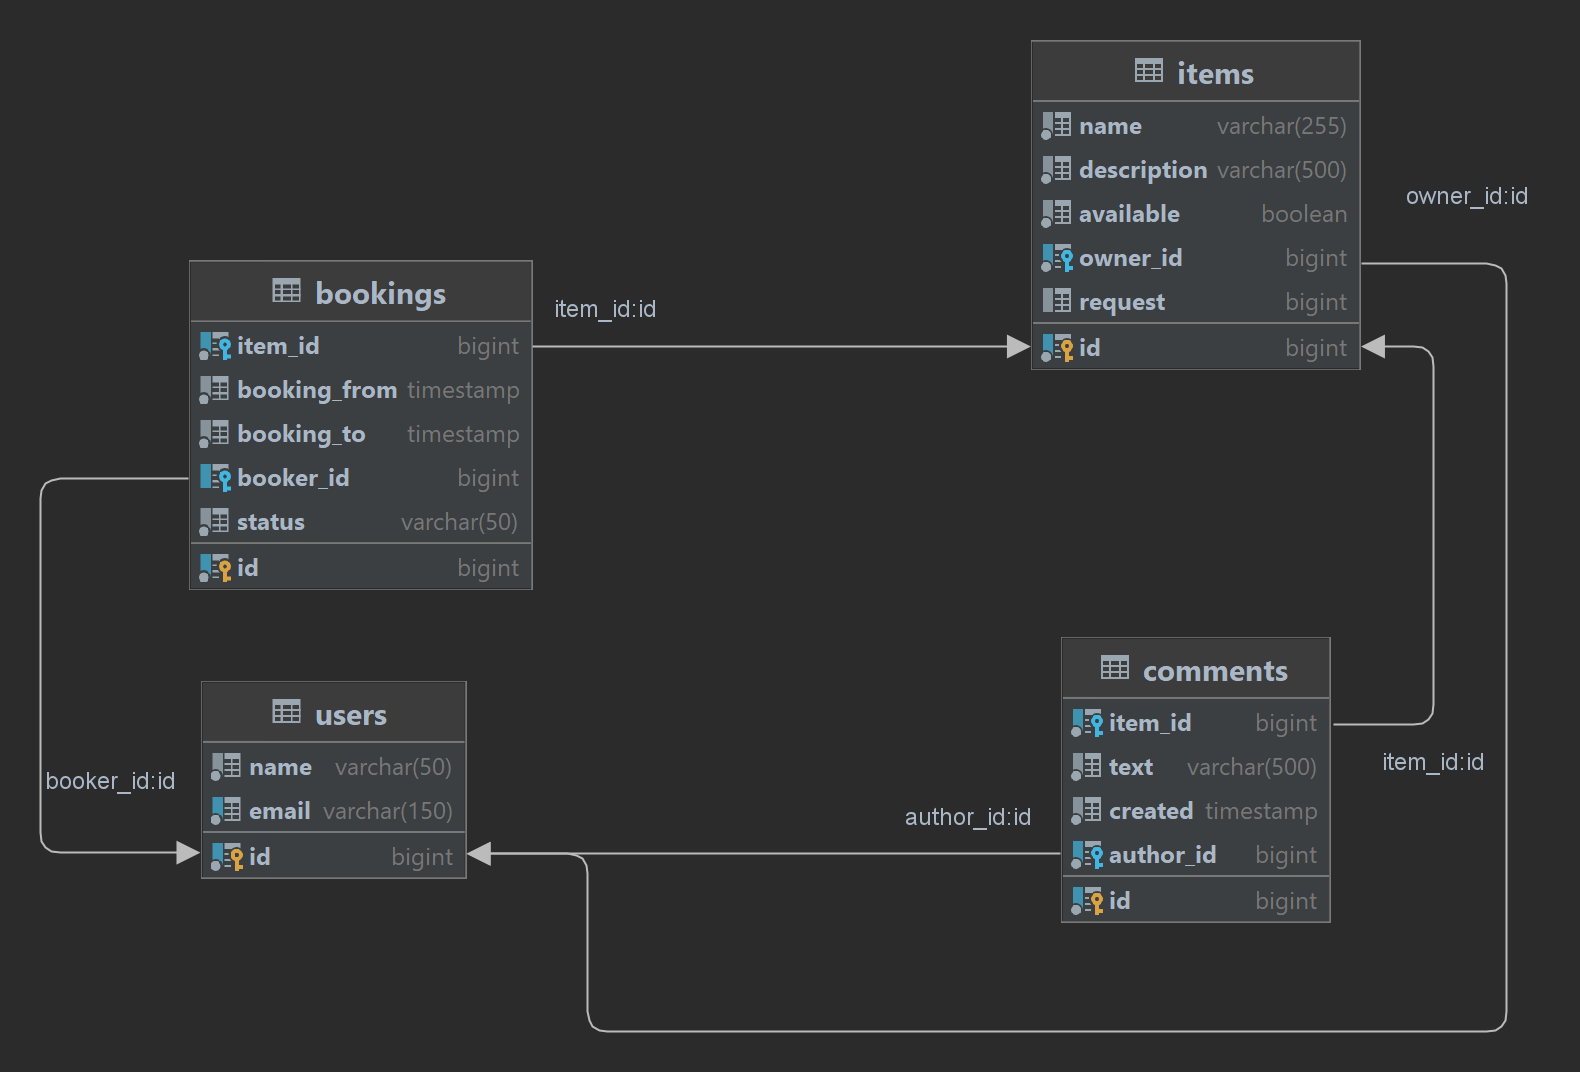 items
name varchar(255)
description varchar(500)
available boolean
owner_id bigint
request bigint
id bigint
owner_id:id
bookings
item_id bigint
booking_from timestamp
booking_to timestamp
booker_id bigint
status varchar(50)
id bigint
item_id:id
users
name varchar(50)
email varchar(150)
id bigint
booker_id:id
comments
item_id bigint
text varchar(500)
created timestamp
author_id bigint
id bigint
item_id:id
author_id:id